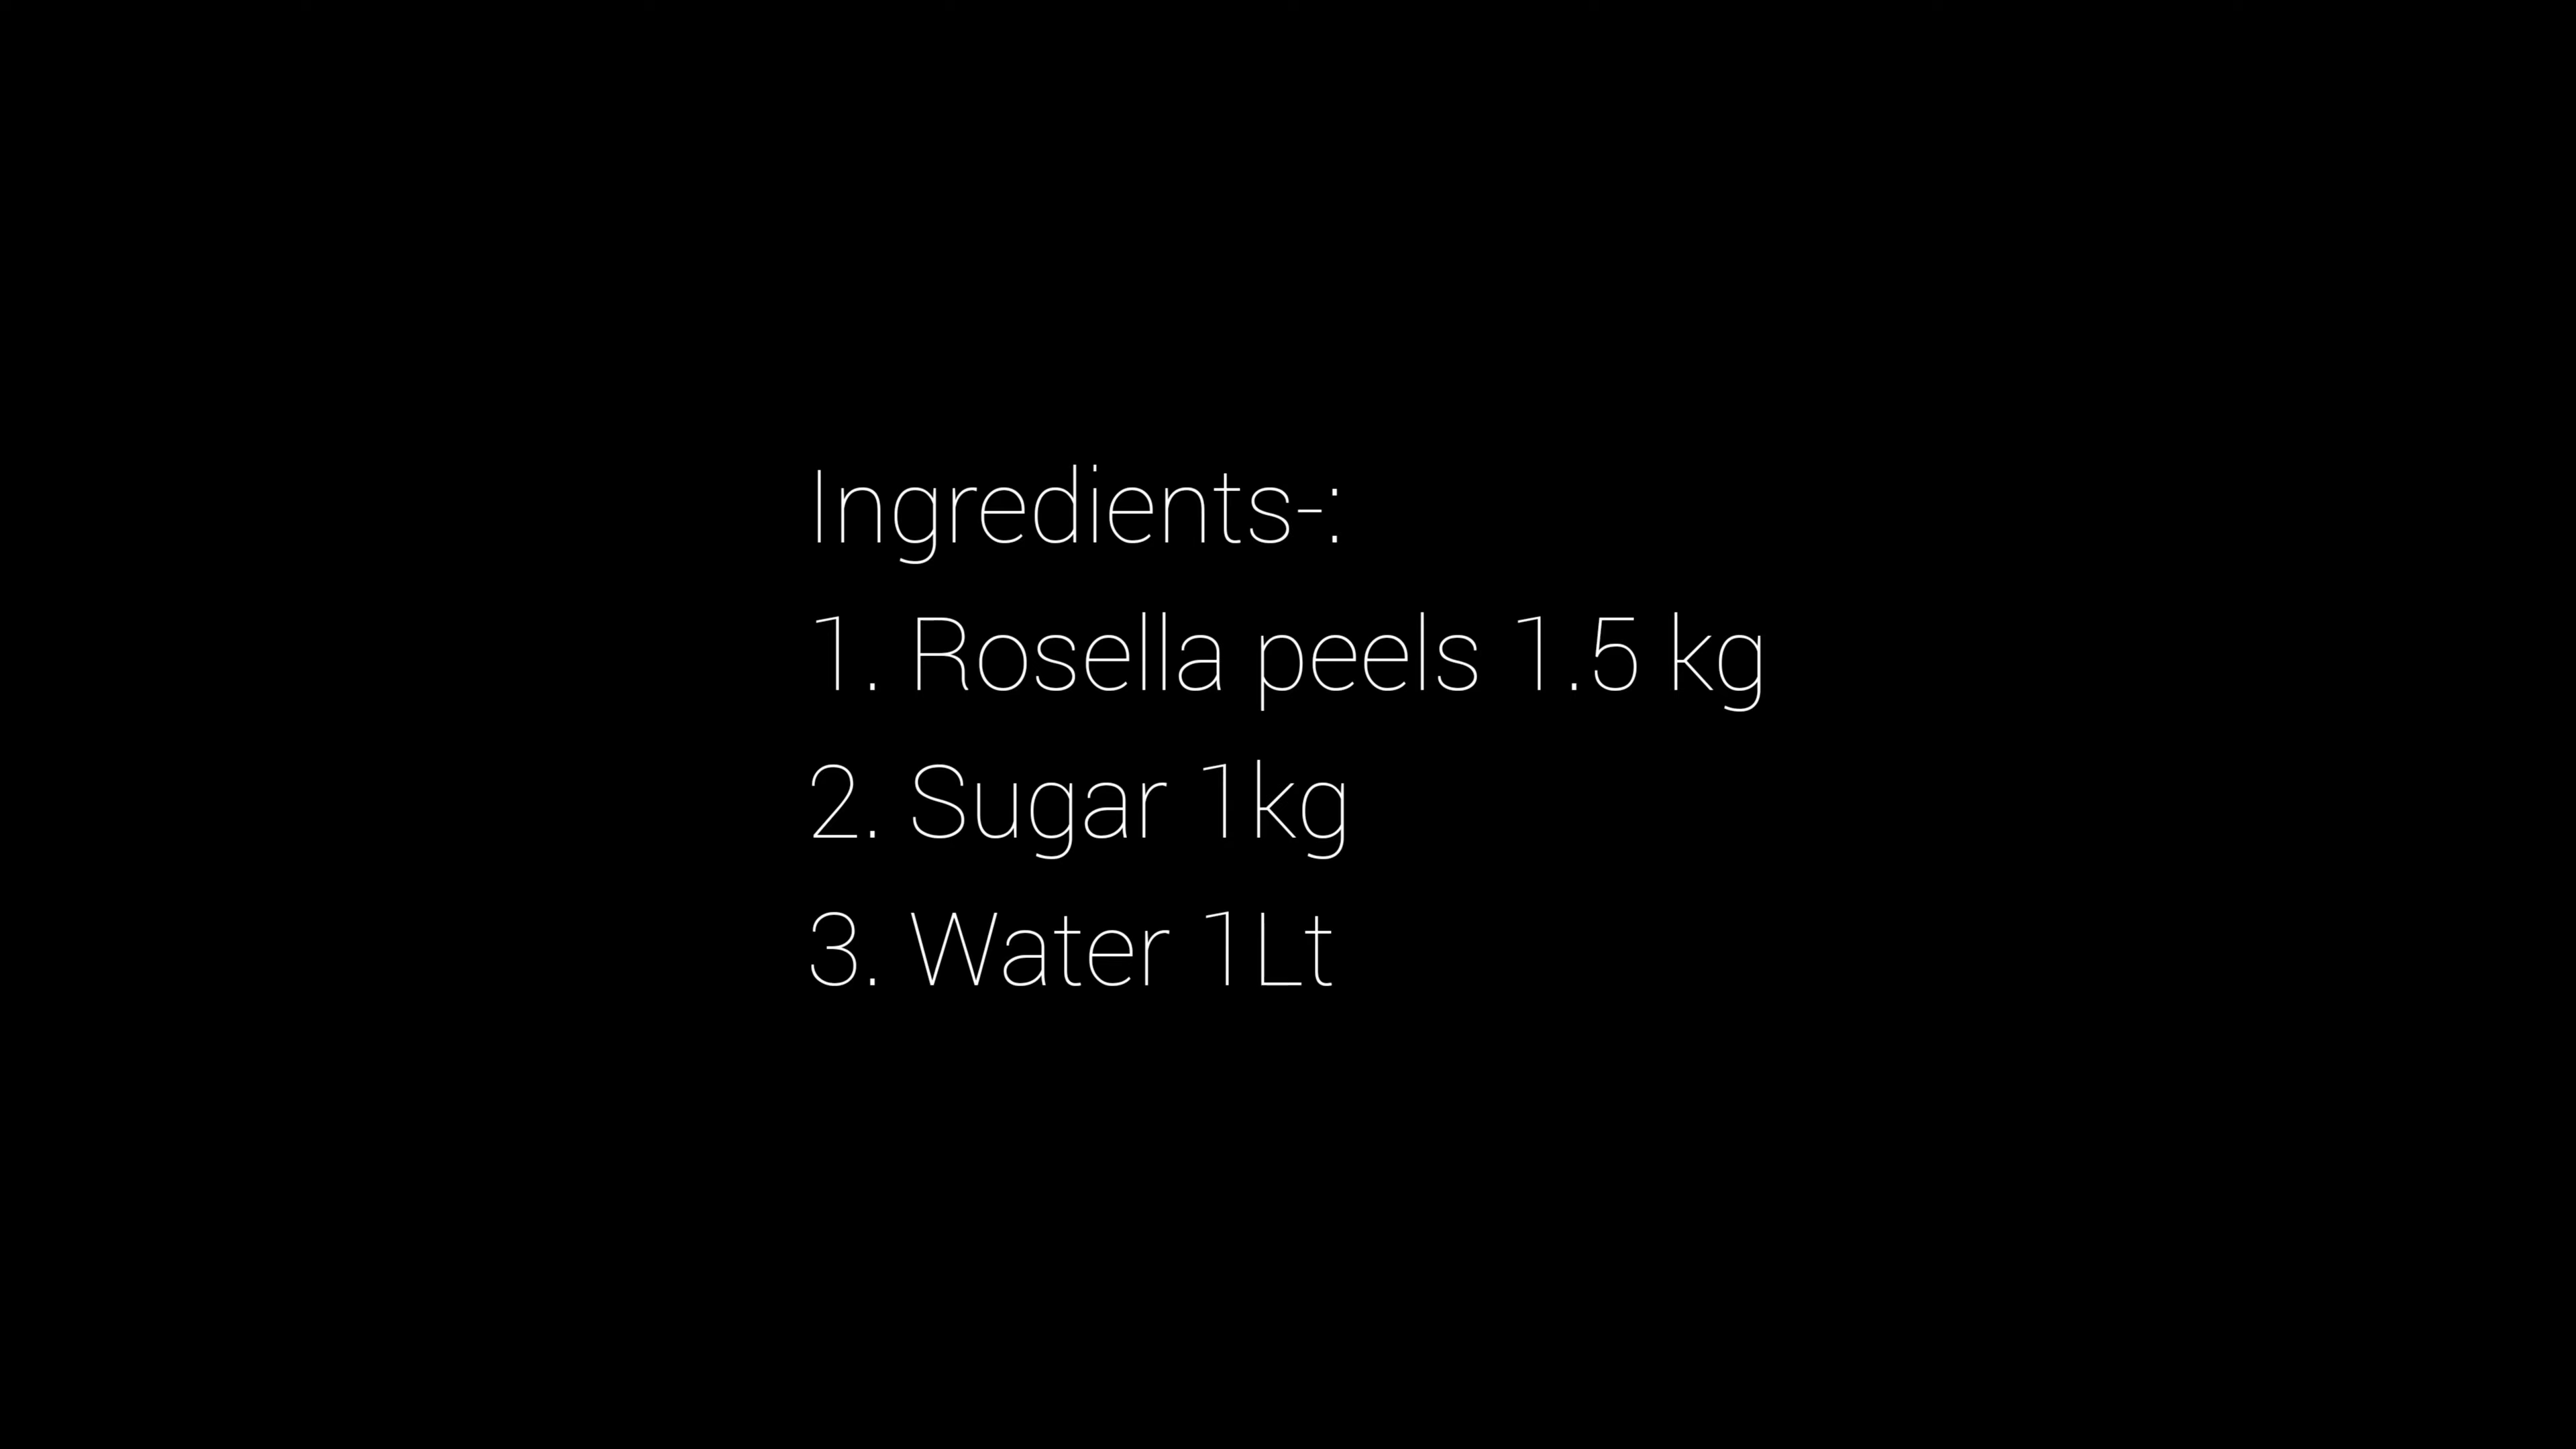 Ingredients-:
1. Rosella peels 1.5 kg
2. Sugar 1kg
3. Water 1Lt